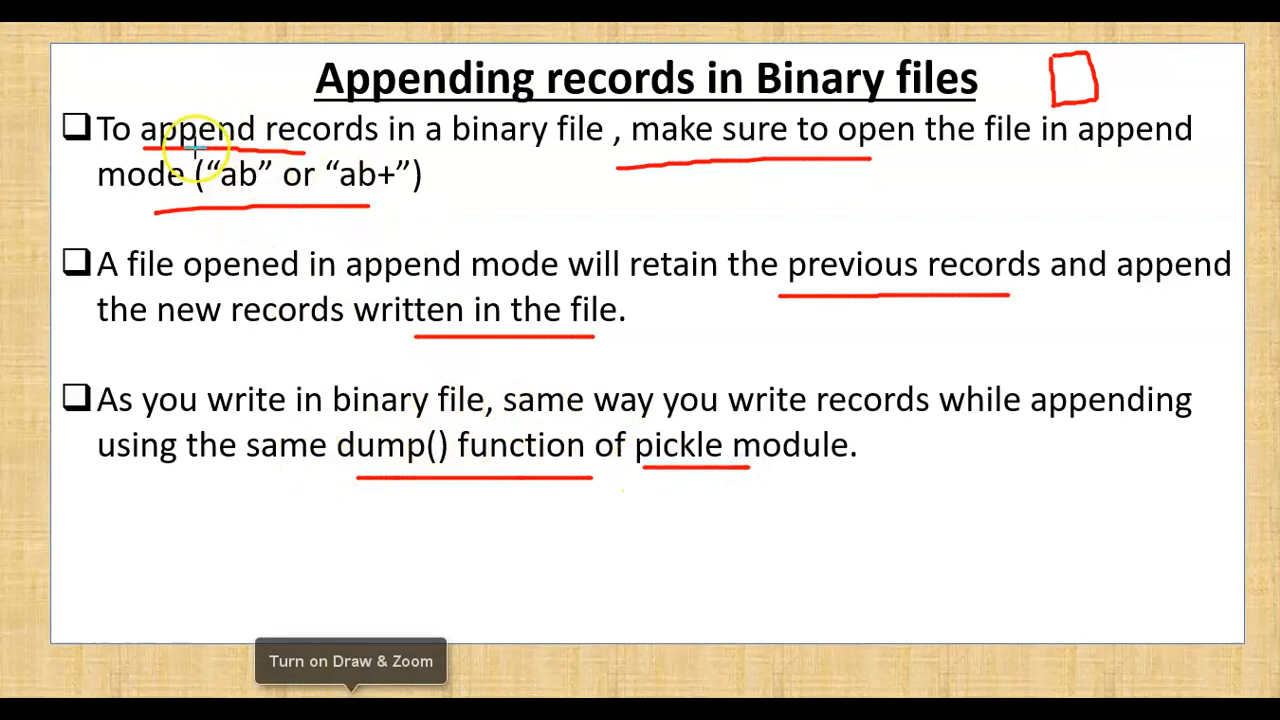 Appending records in Binary files
❑To append records in a binary file , make sure to open the file in append
mode (“ab” or “ab+”)
❑A file opened in append mode will retain the previous records and append
the new records written in the file.
❑As you write in binary file, same way you write records while appending
using the same dump() function of pickle module.
Turn on Draw & Zoom